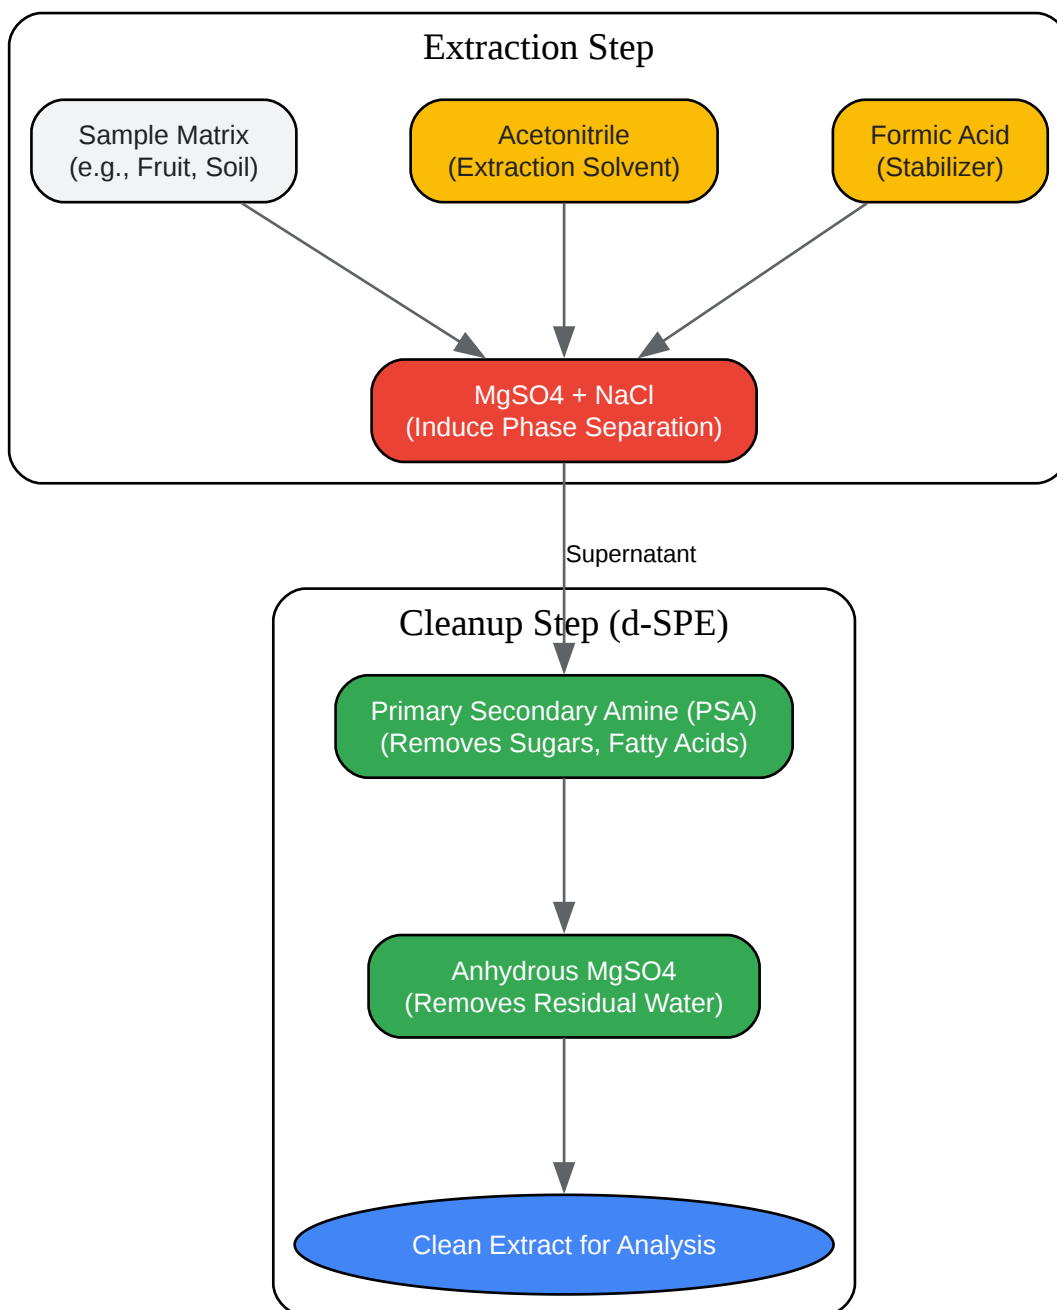 Extraction Step
Sample Matrix
(e.g., Fruit, Soil)
Acetonitrile
(Extraction Solvent)
Formic Acid
(Stabilizer)
MgSO4 + NaCl
(Induce Phase Separation)
Supernatant
Cleanup Step (d-SPE)
Primary Secondary Amine (PSA)
(Removes Sugars, Fatty Acids)
Anhydrous MgSO4
(Removes Residual Water)
Clean Extract for Analysis